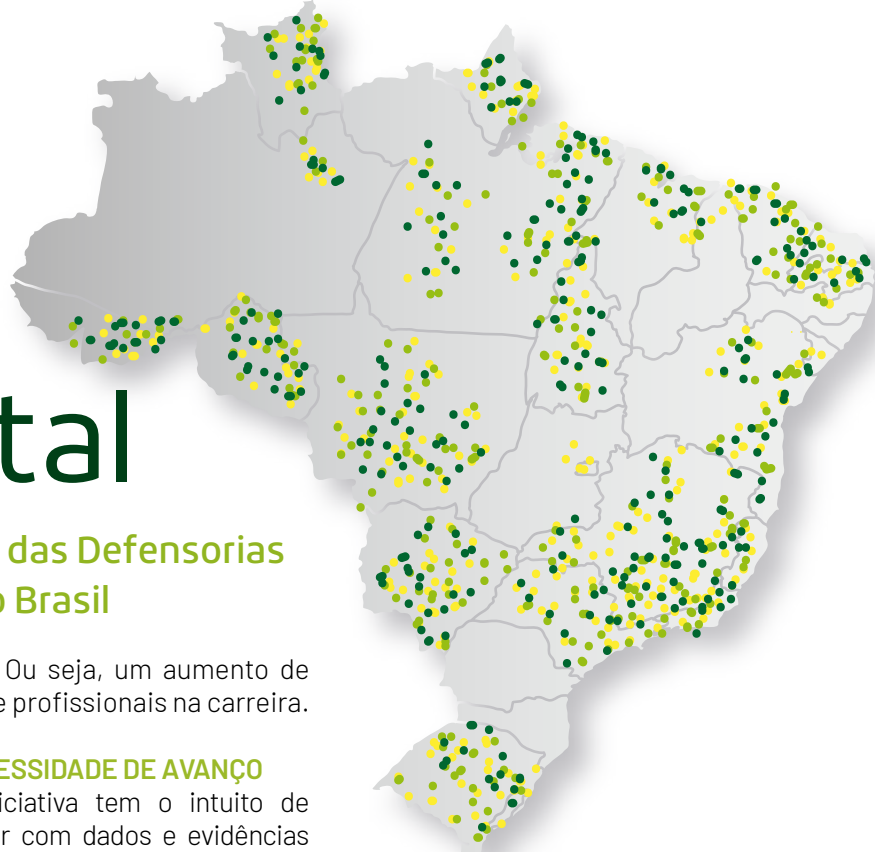 tal
das Defensorias
o Brasil
Ou seja, um aumento de
e profissionais na carreira.
ESSIDADE DE AVANÇO
iciativa tem o intuito de
r com dados e evidências